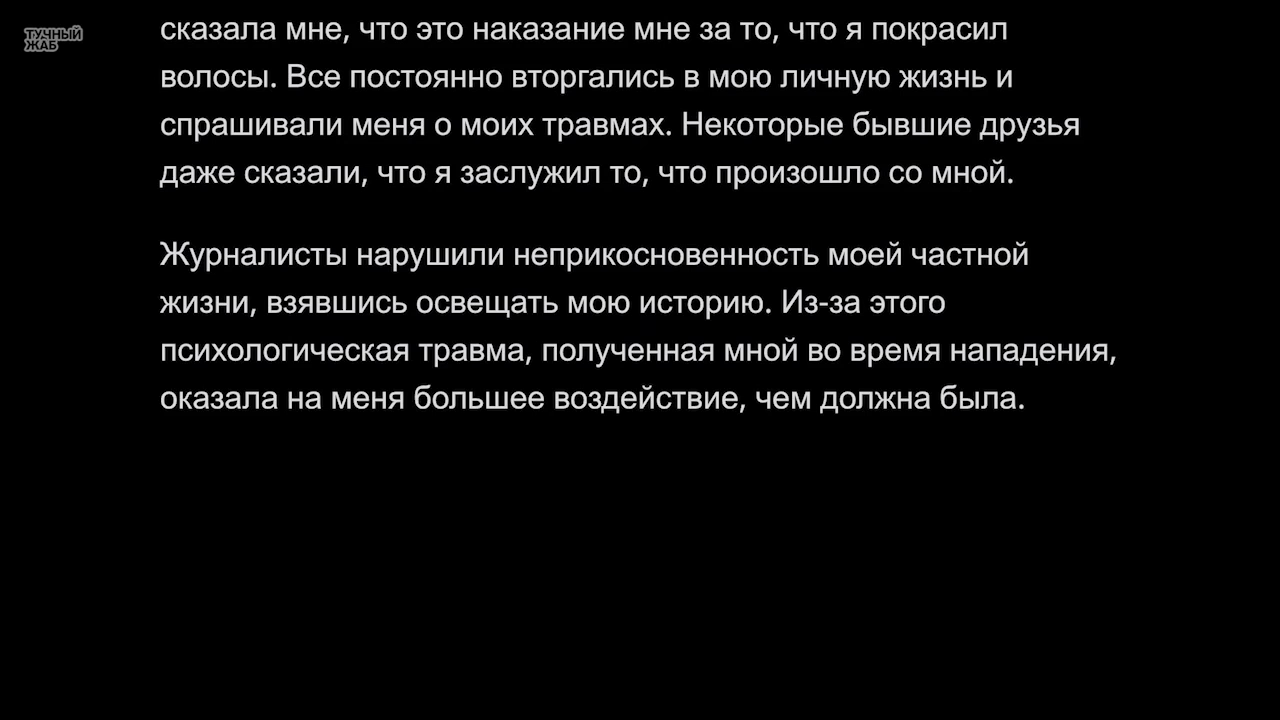 ТУЧНЫЙ
ЖАБ
сказала мне, что это наказание мне за то, что я покрасил
волосы. Все постоянно вторгались в мою личную жизнь и
спрашивали меня о моих травмах. Некоторые бывшие друзья
даже сказали, что я заслужил то, что произошло со мной.
Журналисты нарушили неприкосновенность моей частной
жизни, взявшись освещать мою историю. Из-за этого
психологическая травма, полученная мной во время нападения,
оказала на меня большее воздействие, чем должна была.